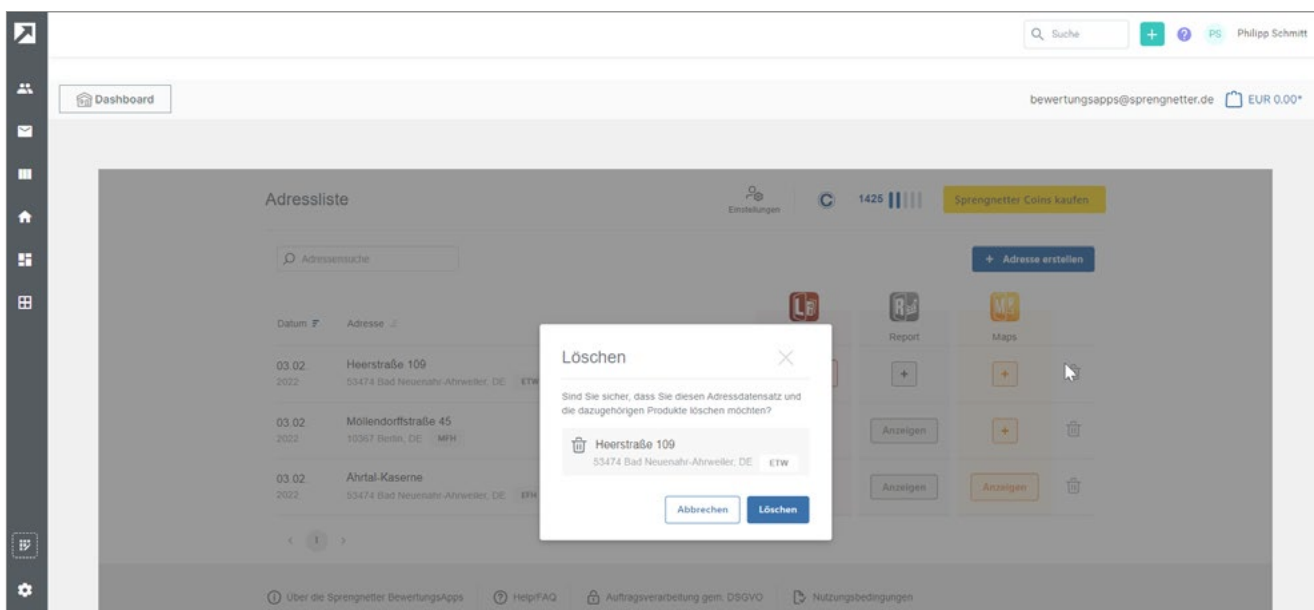 Suche
+
?
PS
Philipp Schmitt
Dashboard
bewertungsapps@sprengnetter.de
EUR 0.00*
Adressliste
Einstellungen
C
1425
Sprengnetter Coins kaufen
Adressensuche
+ Adresse erstellen
Datum
Adresse
Report
Maps
03.02.
2022
Heerstraße 109
53474 Bad Neuenahr-Ahrweiler, DE
ETW
+
+
03.02.
2022
Möllendorffstraße 45
10367 Berlin, DE
MFH
Anzeigen
+
03.02.
2022
Ahrtal-Kaserne
53474 Bad Neuenahr-Ahrweiler, DE
EFH
Anzeigen
Anzeigen
Löschen
Sind Sie sicher, dass Sie diesen Adressdatensatz und
die dazugehörigen Produkte löschen möchten?
Heerstraße 109
53474 Bad Neuenahr-Ahrweiler, DE
ETW
Abbrechen
Löschen
< 1 >
Über die Sprengnetter BewertungsApps
Help/FAQ
Auftragsverarbeitung gem. DSGVO
Nutzungsbedingungen